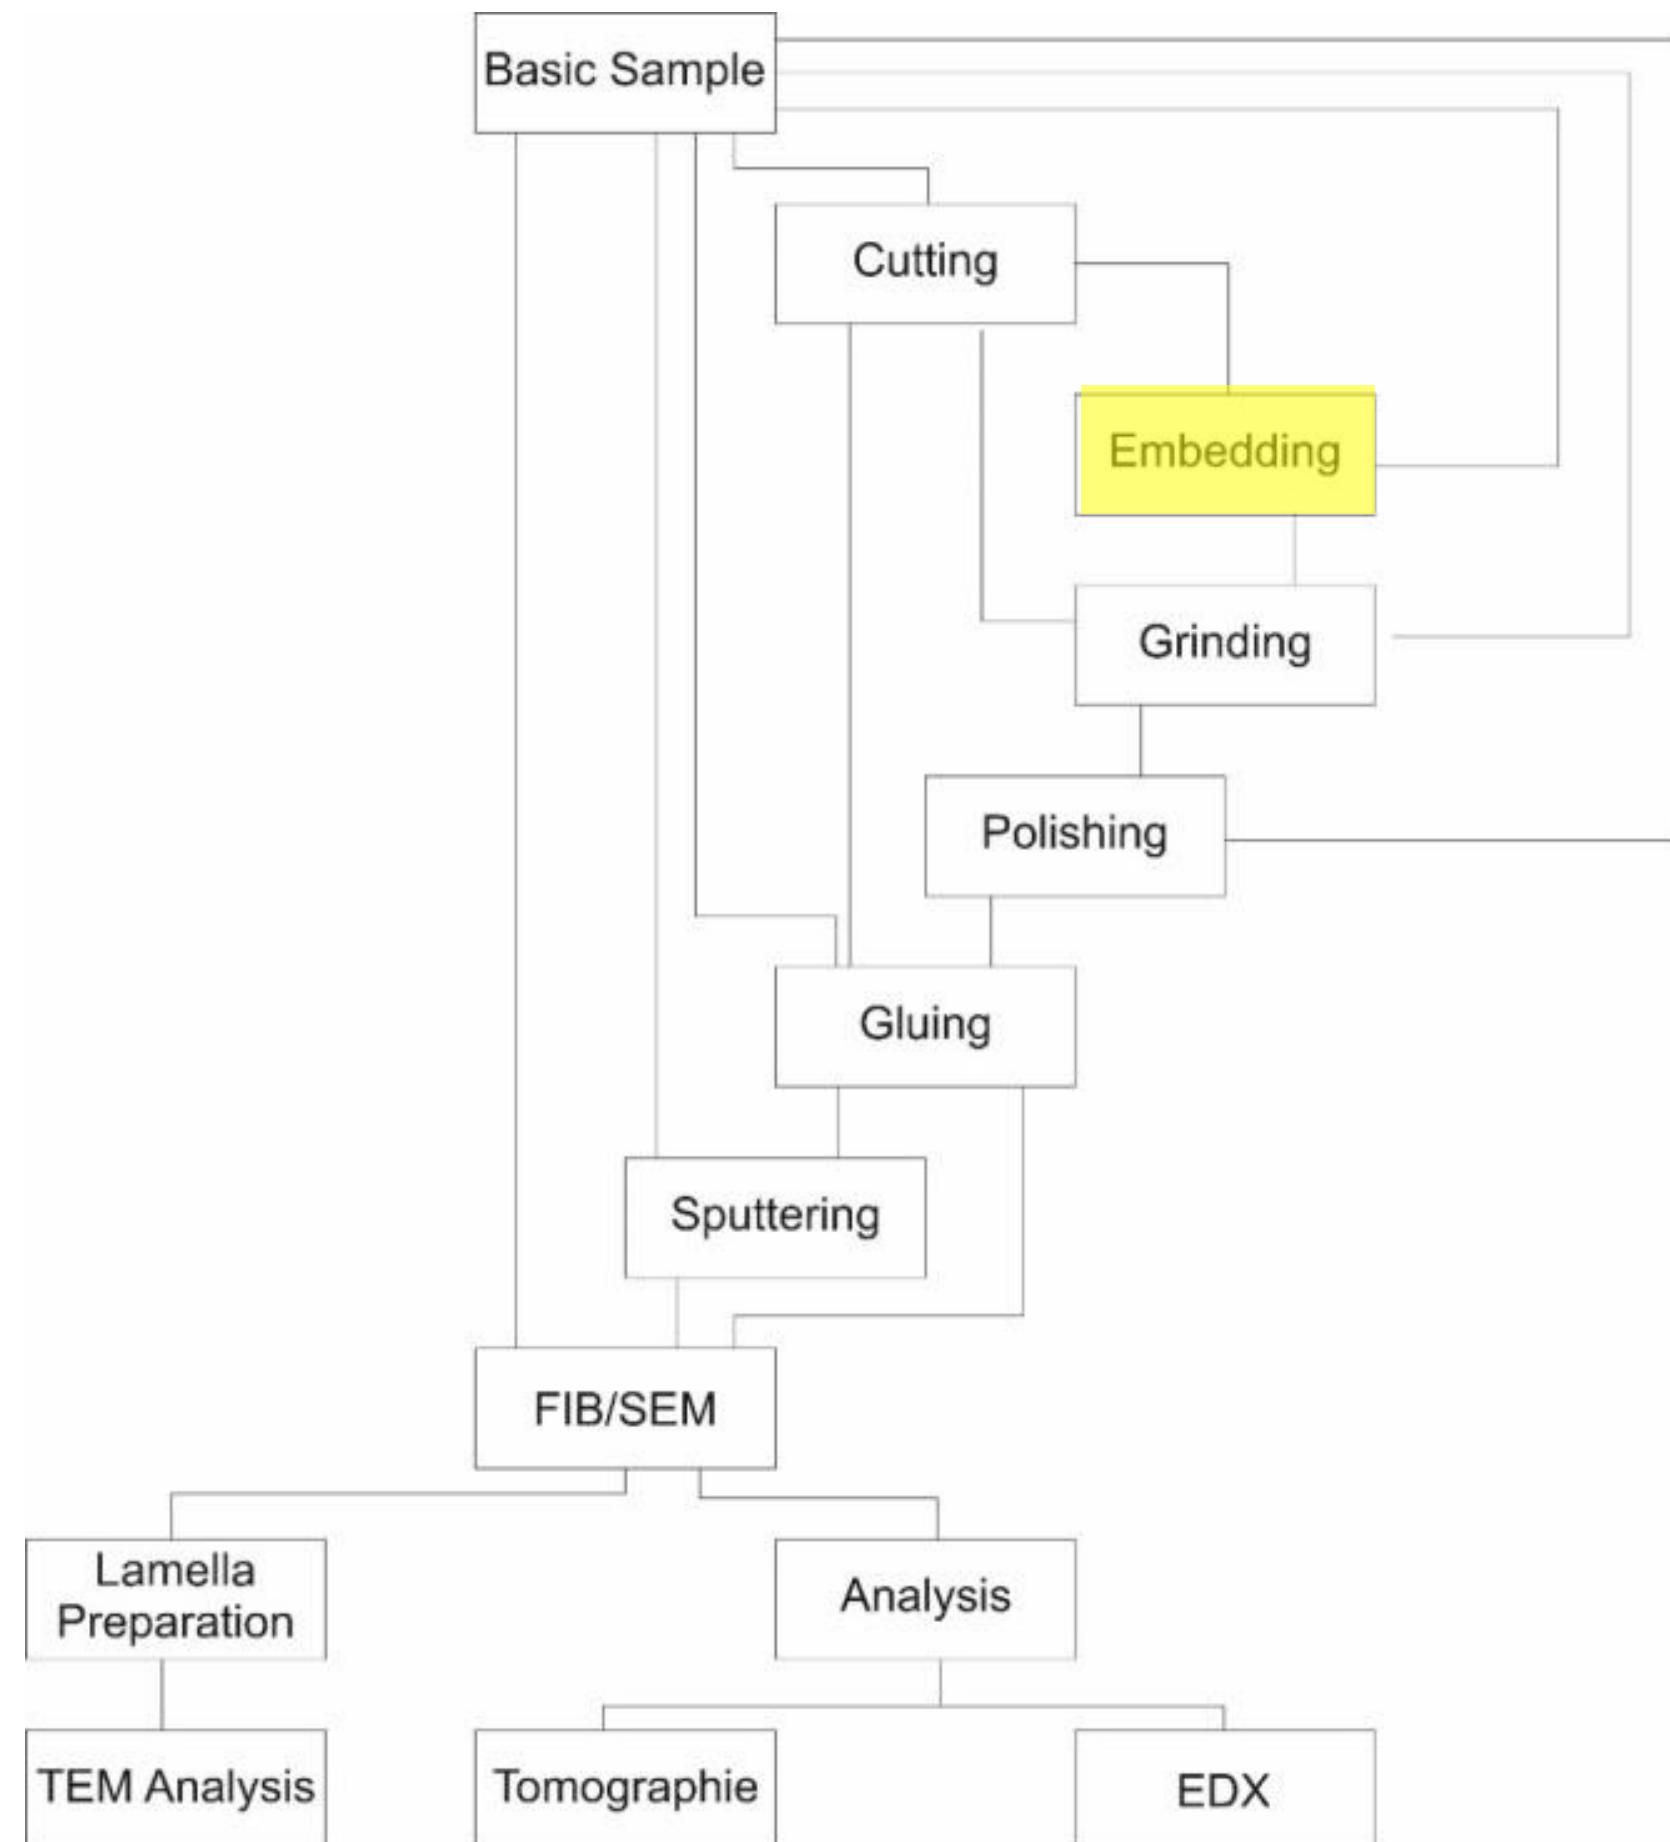 Basic Sample
Cutting
Embedding
Grinding
Polishing
Gluing
Sputtering
FIB/SEM
Lamella
Preparation
Analysis
TEM Analysis
Tomographie
EDX